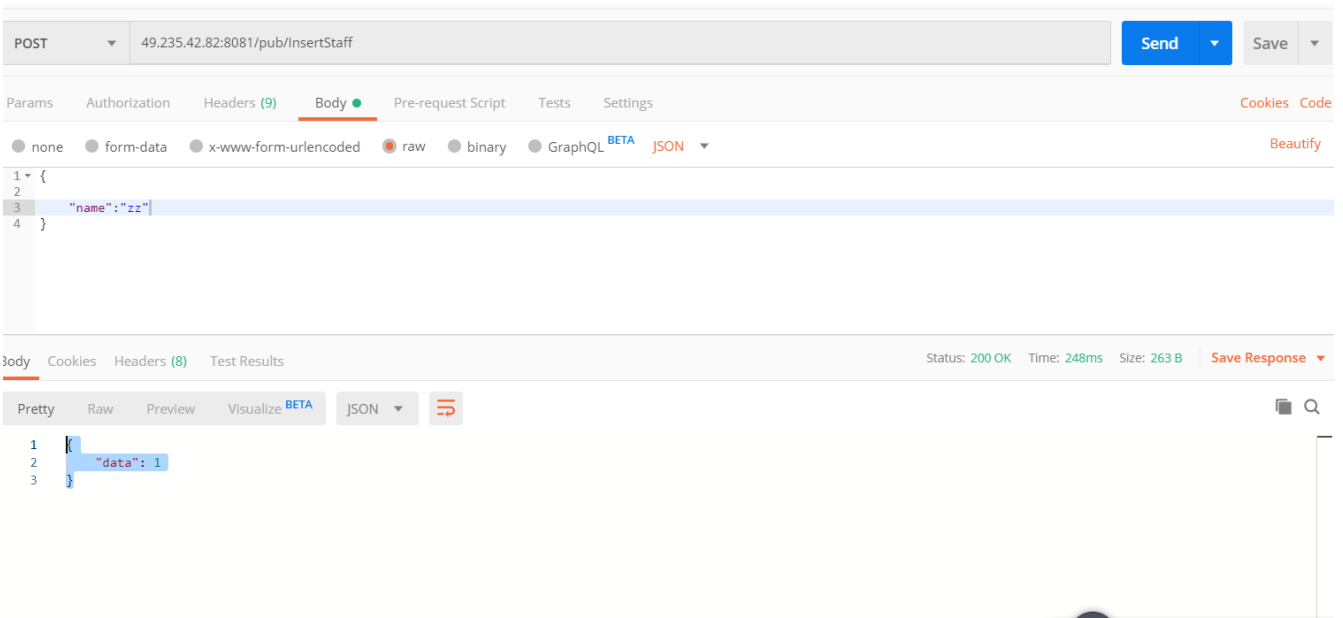 POST 49.235.42.82:8081/pub/InsertStaff Send Save
Params Authorization Headers (9) Body Pre-request Script Tests Settings Cookies Code
none form-data x-www-form-urlencoded raw binary GraphQL BETA JSON Beautify
1 {
2
3 "name":"zz"
4 }
Body Cookies Headers (8) Test Results Status: 200 OK Time: 248ms Size: 263 B Save Response
Pretty Raw Preview Visualize BETA JSON
1 {
2 "data": 1
3 }